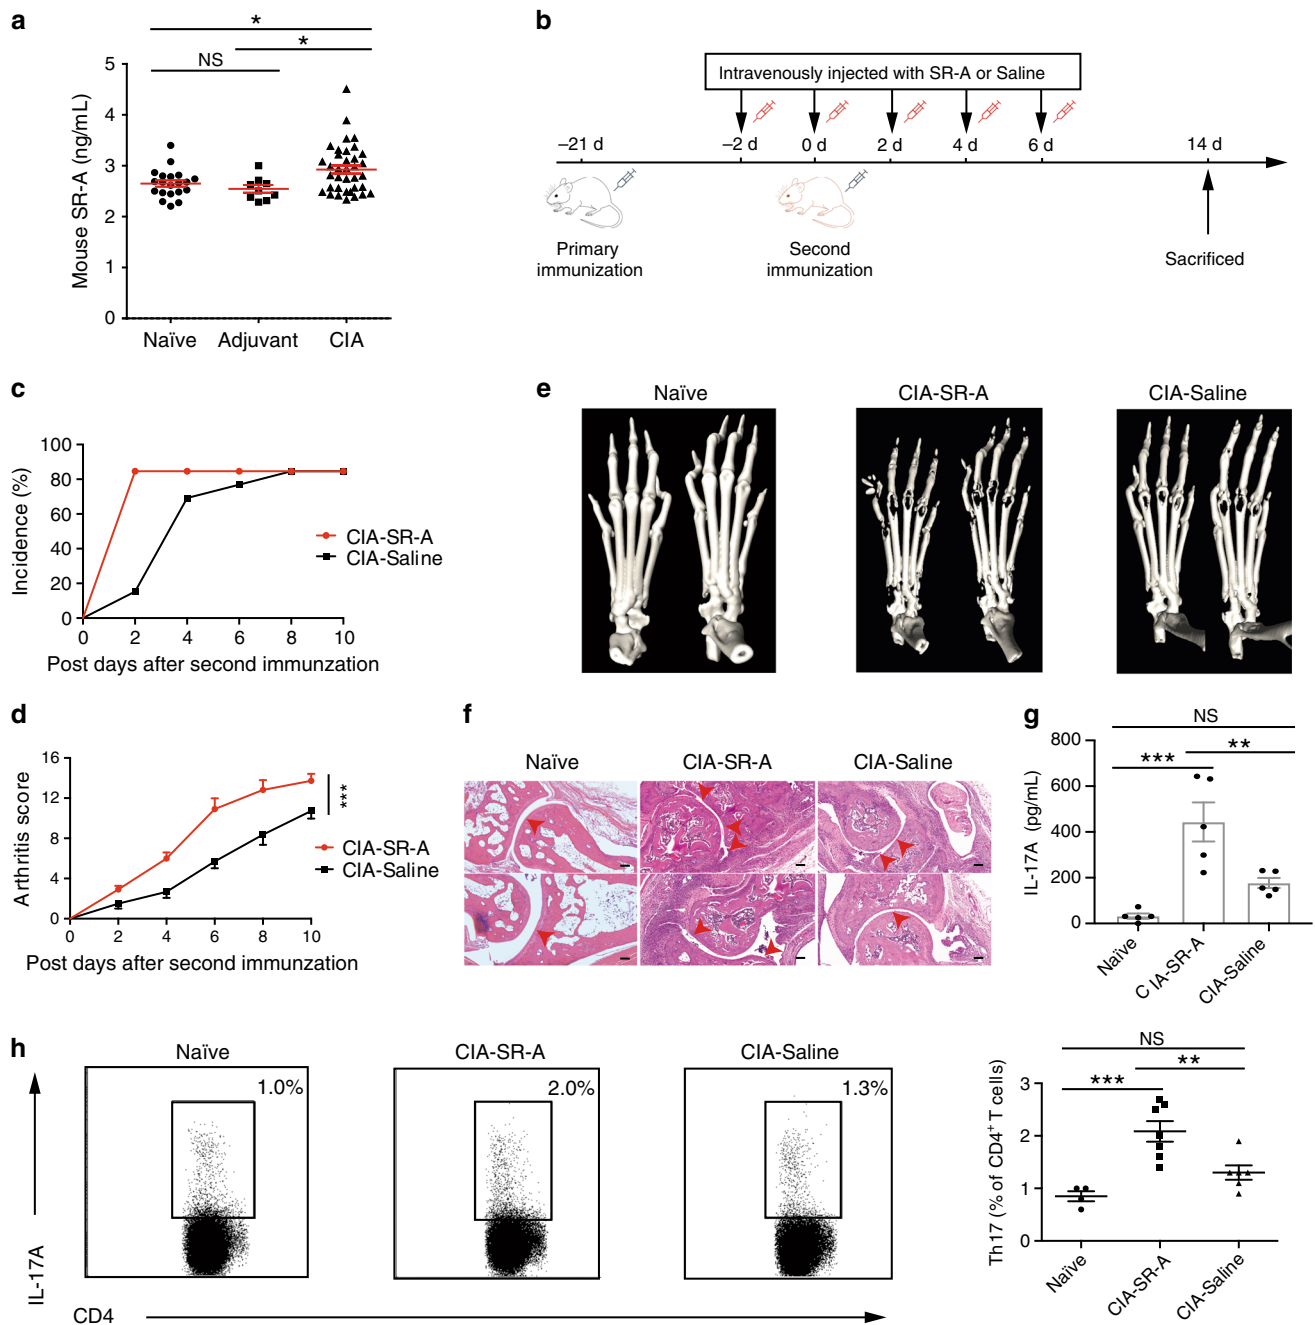 a
*
*
NS
Mouse SR-A (ng/mL)
5
4
3
2
1
0
Naïve
Adjuvant
CIA
b
Intravenously injected with SR-A or Saline
–21 d
–2 d
0 d
2 d
4 d
6 d
14 d
Primary
immunization
Second
immunization
Sacrificed
c
Incidence (%)
100
80
60
40
20
0
0 2 4 6 8 10
Post days after second immunzation
CIA-SR-A
CIA-Saline
e
Naïve
CIA-SR-A
CIA-Saline
d
Arthritis score
16
12
8
4
0
0 2 4 6 8 10
Post days after second immunzation
***
CIA-SR-A
CIA-Saline
f
Naïve
CIA-SR-A
CIA-Saline
g
NS
***
**
IL-17A (pg/mL)
800
600
400
200
0
Naïve
C IA-SR-A
CIA-Saline
h
Naïve
CIA-SR-A
CIA-Saline
1.0%
2.0%
1.3%
IL-17A
CD4
NS
***
**
Th17 (% of CD4⁺ T cells)
3
2
1
0
Naïve
CIA-SR-A
CIA-Saline